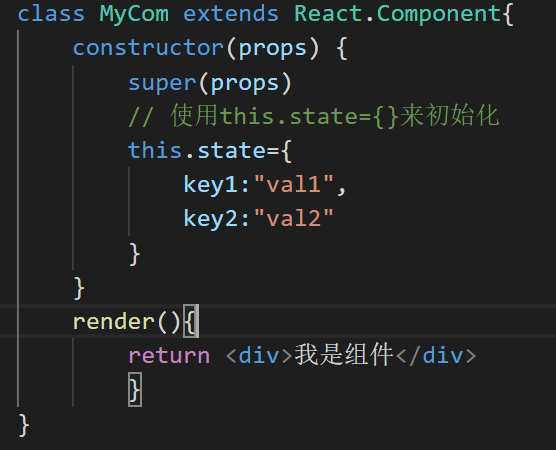 class MyCom extends React.Component{
    constructor(props) {
        super(props)
        // 使用this.state={}来初始化
        this.state={
            key1:"val1",
            key2:"val2"
        }
    }
    render(){
        return <div>我是组件</div>
        }
}